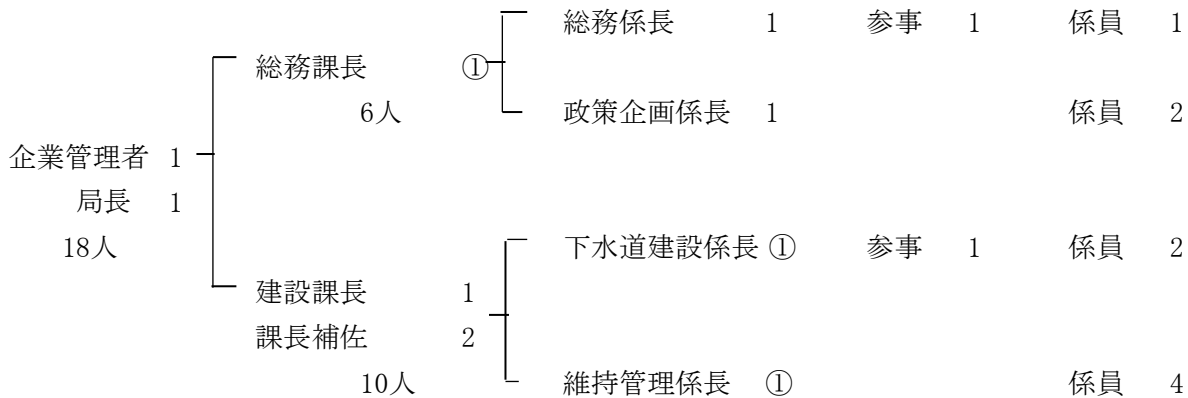 総務係長 1 参事 1 係員 1
総務課長 ①
6人 政策企画係長 1 係員 2
企業管理者 1
局長 1
18人 下水道建設係長 ① 参事 1 係員 2
建設課長 1
課長補佐 2
10人 維持管理係長 ① 係員 4